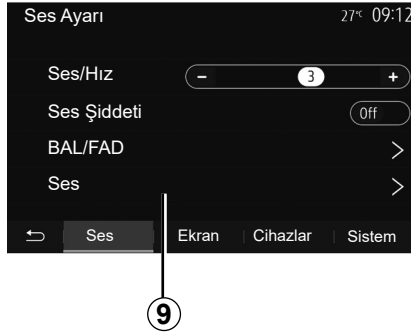 Ses Ayarı 27°C 09:12
Ses/Hız - 3 +
Ses Şiddeti Off
BAL/FAD >
Ses >
Ses Ekran Cihazlar Sistem
9